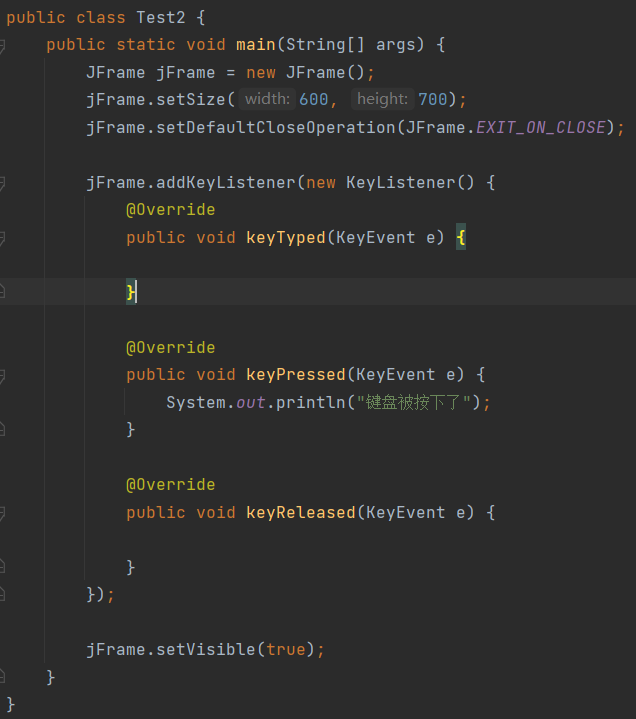 public class Test2 {
public static void main(String[] args) {
JFrame jFrame = new JFrame();
jFrame.setSize( width: 600, height: 700);
jFrame.setDefaultCloseOperation(JFrame.EXIT_ON_CLOSE);
jFrame.addKeyListener(new KeyListener() {
@Override
public void keyTyped(KeyEvent e) {
}
@Override
public void keyPressed(KeyEvent e) {
System.out.println("键盘被按下了");
}
@Override
public void keyReleased(KeyEvent e) {
}
});
jFrame.setVisible(true);
}
}